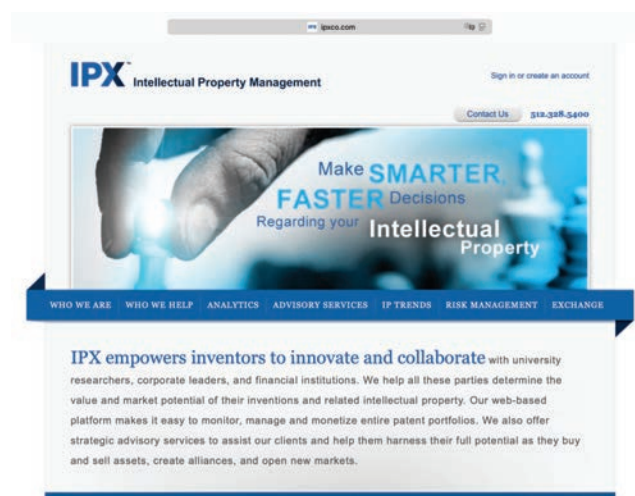 ipxco.com
IPX™ Intellectual Property Management
Sign in or create an account
Contact Us 512.328.5400
Make SMARTER,
FASTER Decisions
Regarding your Intellectual
Property
WHO WE ARE WHO WE HELP ANALYTICS ADVISORY SERVICES IP TRENDS RISK MANAGEMENT EXCHANGE
IPX empowers inventors to innovate and collaborate with university
researchers, corporate leaders, and financial institutions. We help all these parties determine the
value and market potential of their inventions and related intellectual property. Our web-based
platform makes it easy to monitor, manage and monetize entire patent portfolios. We also offer
strategic advisory services to assist our clients and help them harness their full potential as they buy
and sell assets, create alliances, and open new markets.